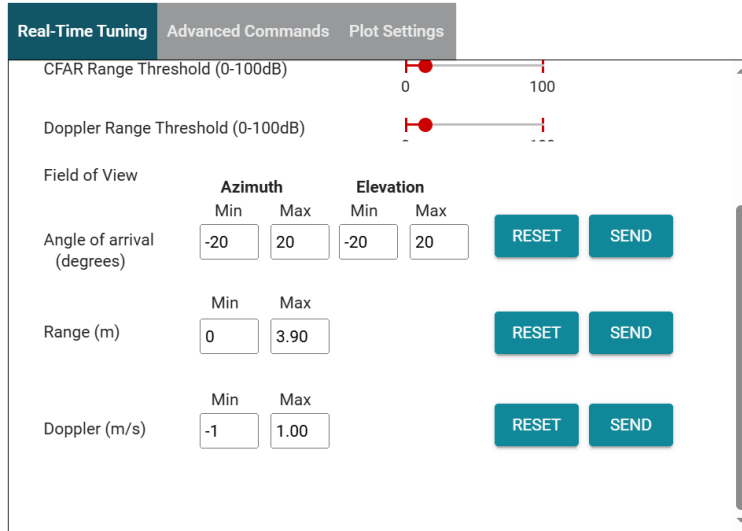 Real-Time Tuning Advanced Commands Plot Settings
CFAR Range Threshold (0-100dB)
0 100
Doppler Range Threshold (0-100dB)
Field of View
Azimuth Elevation
Min Max Min Max
Angle of arrival (degrees) -20 20 -20 20 RESET SEND
Min Max
Range (m) 0 3.90 RESET SEND
Min Max
Doppler (m/s) -1 1.00 RESET SEND